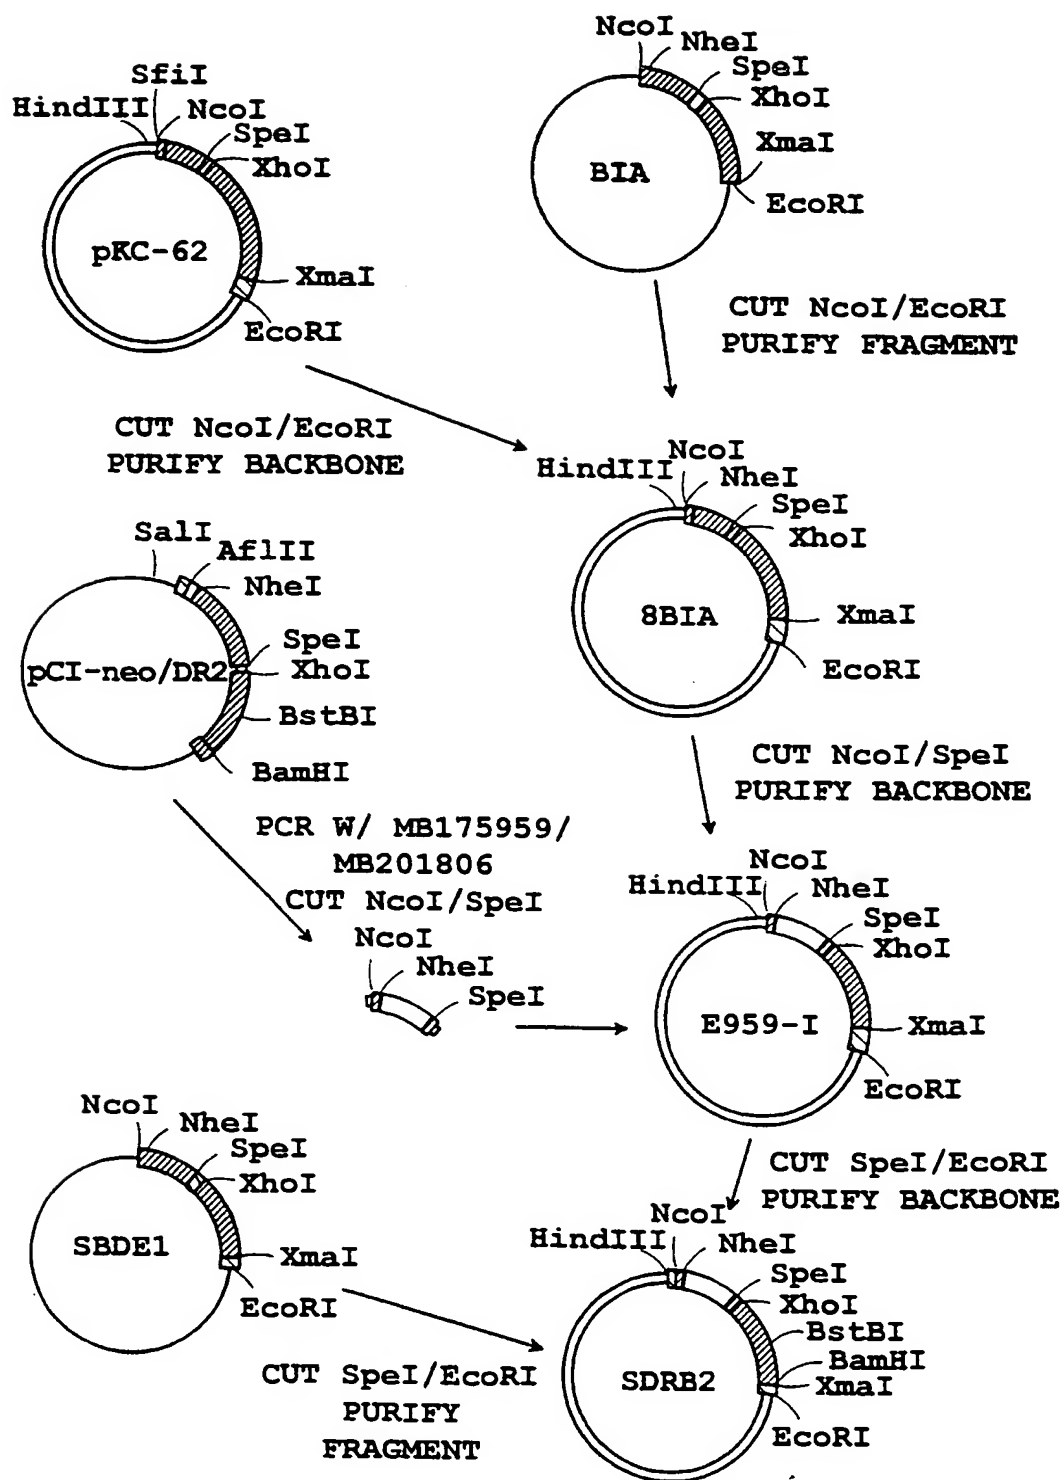 SfiI
HindIII
NcoI
SpeI
XhoI
pKC-62
XmaI
EcoRI
NcoI
NheI
SpeI
XhoI
XmaI
BIA
EcoRI
CUT NcoI/EcoRI
PURIFY FRAGMENT
CUT NcoI/EcoRI
PURIFY BACKBONE
NcoI
HindIII
NheI
SpeI
XhoI
8BIA
XmaI
EcoRI
SalI
AflII
NheI
SpeI
pCI-neo/DR2
XhoI
BstBI
BamHI
CUT NcoI/SpeI
PURIFY BACKBONE
PCR W/ MB175959/
MB201806
CUT NcoI/SpeI
NcoI
NheI
SpeI
NcoI
HindIII
NheI
SpeI
XhoI
E959-I
XmaI
EcoRI
NcoI
NheI
SpeI
XhoI
SBDE1
XmaI
EcoRI
CUT SpeI/EcoRI
PURIFY BACKBONE
CUT SpeI/EcoRI
PURIFY
FRAGMENT
NcoI
HindIII
NheI
SpeI
XhoI
BstBI
BamHI
SDRB2
XmaI
EcoRI